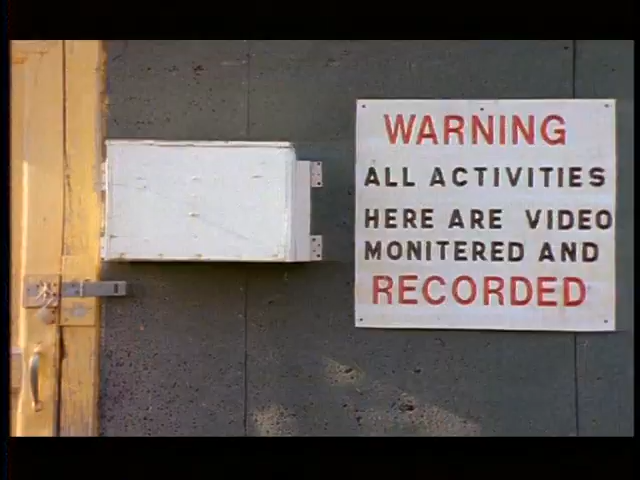 WARNING
ALL ACTIVITIES
HERE ARE VIDEO
MONITERED AND
RECORDED